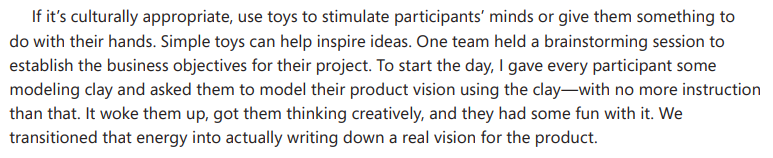 If it’s culturally appropriate, use toys to stimulate participants’ minds or give them something to
do with their hands. Simple toys can help inspire ideas. One team held a brainstorming session to
establish the business objectives for their project. To start the day, I gave every participant some
modeling clay and asked them to model their product vision using the clay—with no more instruction
than that. It woke them up, got them thinking creatively, and they had some fun with it. We
transitioned that energy into actually writing down a real vision for the product.